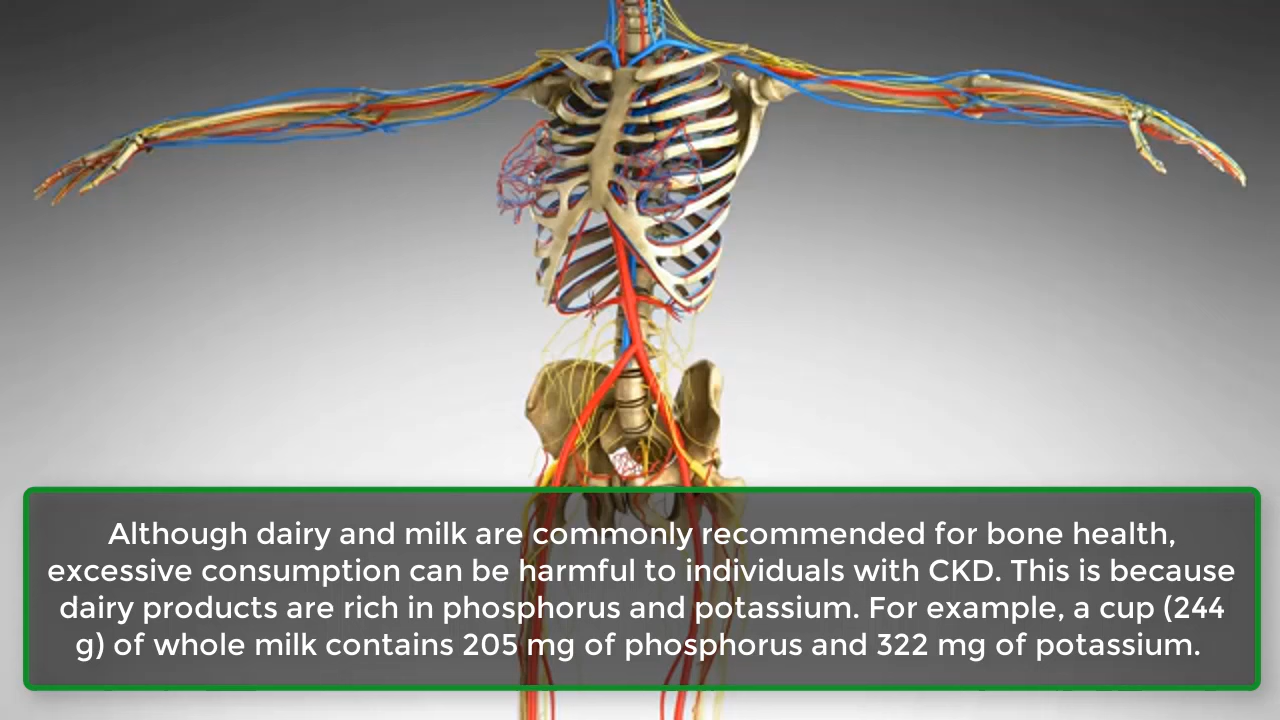 Although dairy and milk are commonly recommended for bone health,
excessive consumption can be harmful to individuals with CKD. This is because
dairy products are rich in phosphorus and potassium. For example, a cup (244
g) of whole milk contains 205 mg of phosphorus and 322 mg of potassium.